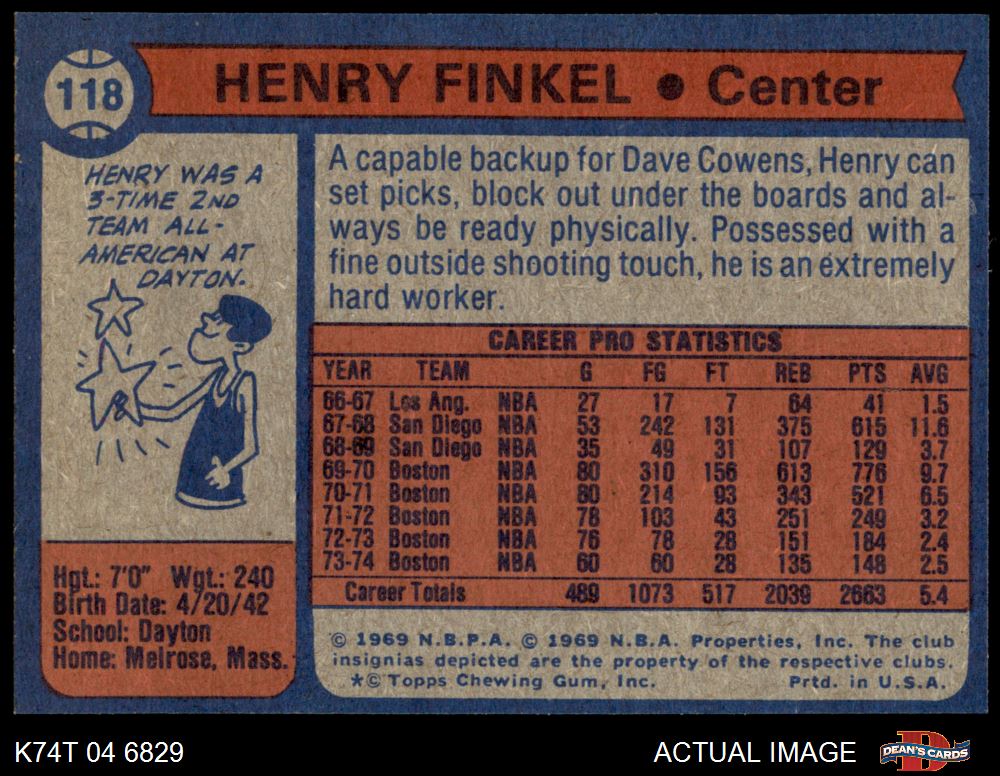 118
HENRY FINKEL • Center
HENRY WAS A
3-TIME 2ND
TEAM ALL-
AMERICAN AT
DAYTON.
A capable backup for Dave Cowens, Henry can
set picks, block out under the boards and al-
ways be ready physically. Possessed with a
fine outside shooting touch, he is an extremely
hard worker.
CAREER PRO STATISTICS
YEAR TEAM G FG FT REB PTS AVG
66-67 Los Ang. NBA 27 17 7 64 41 1.5
67-68 San Diego NBA 53 242 131 375 615 11.6
68-69 San Diego NBA 35 49 31 107 129 3.7
69-70 Boston NBA 80 310 156 613 776 9.7
70-71 Boston NBA 80 214 93 343 521 6.5
71-72 Boston NBA 78 103 43 251 249 3.2
72-73 Boston NBA 76 78 28 151 184 2.4
73-74 Boston NBA 60 60 28 135 148 2.5
Career Totals 489 1073 517 2039 2663 5.4
Hgt.: 7'0" Wgt.: 240
Birth Date: 4/20/42
School: Dayton
Home: Melrose, Mass.
© 1969 N.B.P.A. © 1969 N.B.A. Properties, Inc. The club
insignias depicted are the property of the respective clubs.
*© Topps Chewing Gum, Inc. Prtd. in U.S.A.
K74T 04 6829
ACTUAL IMAGE
D
DEAN'S CARDS